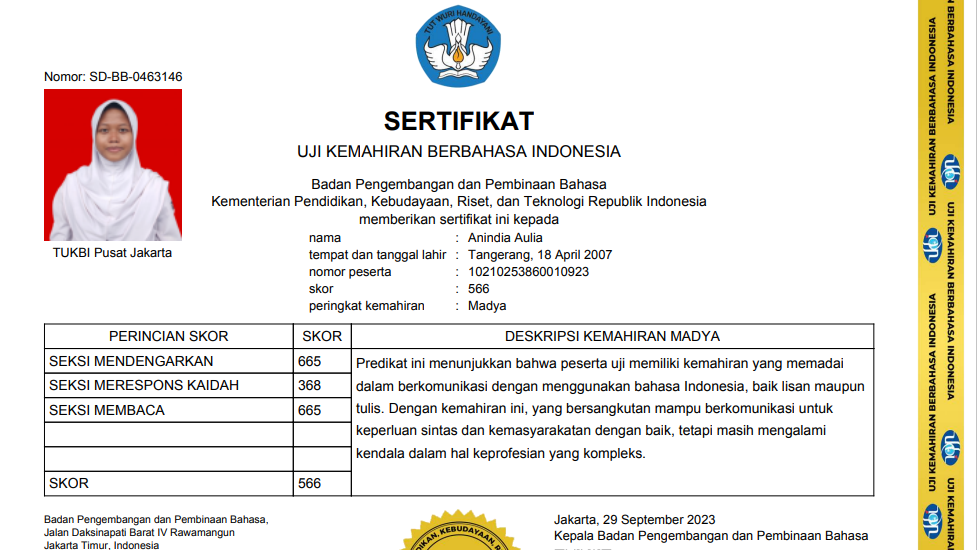 TUT WURI HANDAYANI
Nomor: SD-BB-0463146
TUKBI Pusat Jakarta
SERTIFIKAT
UJI KEMAHIRAN BERBAHASA INDONESIA
Badan Pengembangan dan Pembinaan Bahasa
Kementerian Pendidikan, Kebudayaan, Riset, dan Teknologi Republik Indonesia
memberikan sertifikat ini kepada
nama : Anindia Aulia
tempat dan tanggal lahir : Tangerang, 18 April 2007
nomor peserta : 10210253860010923
skor : 566
peringkat kemahiran : Madya
PERINCIAN SKOR SKOR DESKRIPSI KEMAHIRAN MADYA
SEKSI MENDENGARKAN 665
SEKSI MERESPONS KAIDAH 368
SEKSI MEMBACA 665
SKOR 566
Predikat ini menunjukkan bahwa peserta uji memiliki kemahiran yang memadai
dalam berkomunikasi dengan menggunakan bahasa Indonesia, baik lisan maupun
tulis. Dengan kemahiran ini, yang bersangkutan mampu berkomunikasi untuk
keperluan sintas dan kemasyarakatan dengan baik, tetapi masih mengalami
kendala dalam hal keprofesian yang kompleks.
Badan Pengembangan dan Pembinaan Bahasa,
Jalan Daksinapati Barat IV Rawamangun
Jakarta Timur, Indonesia
DIKAN, KEBUDAYAAN, R
Jakarta, 29 September 2023
Kepala Badan Pengembangan dan Pembinaan Bahasa
UJI KEMAHIRAN BERBAHASA INDONESIA
UJI KEMAHIRAN BERBAHASA INDONESIA
BERBAHASA INDONESIA
UJI KEMAHIRAN BERBAHASA INDONESIA
UJI KEMAHIRAN